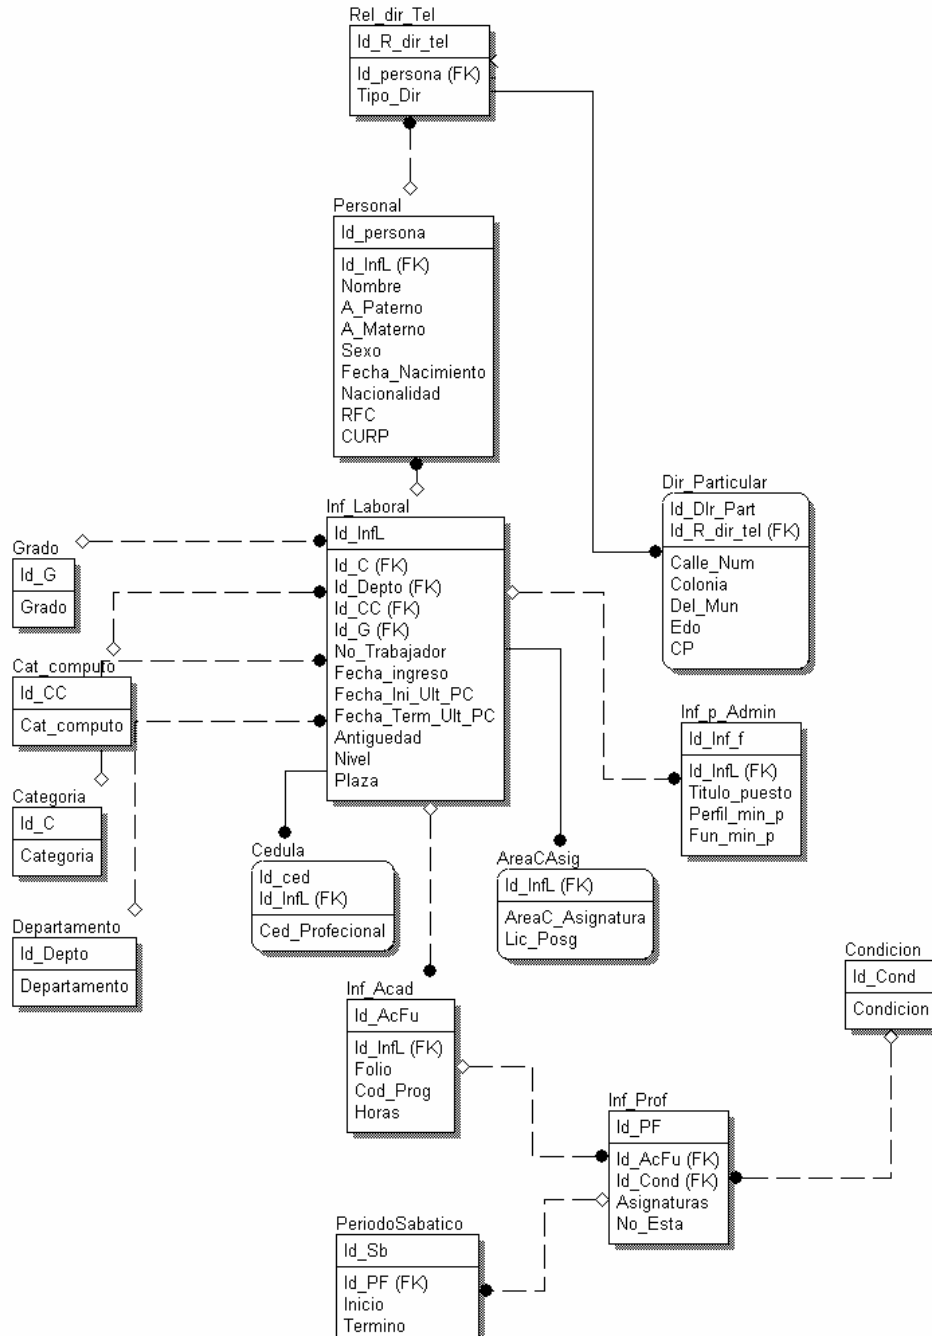 Rel_dir_Tel
Id_R_dir_tel
Id_persona (FK)
Tipo_Dir
Personal
Id_persona
Id_InfL (FK)
Nombre
A_Paterno
A_Materno
Sexo
Fecha_Nacimiento
Nacionalidad
RFC
CURP
Dir_Particular
Id_DIr_Part
Id_R_dir_tel (FK)
Calle_Num
Colonia
Del_Mun
Edo
CP
Inf_Laboral
Id_InfL
Id_C (FK)
Id_Depto (FK)
Id_CC (FK)
Id_G (FK)
No_Trabajador
Fecha_ingreso
Fecha_Ini_Ult_PC
Fecha_Term_Ult_PC
Antiguedad
Nivel
Plaza
Grado
Id_G
Grado
Cat_computo
Id_CC
Cat_computo
Categoria
Id_C
Categoria
Departamento
Id_Depto
Departamento
Inf_p_Admin
Id_Inf_f
Id_InfL (FK)
Titulo_puesto
Perfil_min_p
Fun_min_p
Cedula
Id_ced
Id_InfL (FK)
Ced_Profecional
AreaCAsig
Id_InfL (FK)
AreaC_Asignatura
Lic_Posg
Inf_Acad
Id_AcFu
Id_InfL (FK)
Folio
Cod_Prog
Horas
Condicion
Id_Cond
Condicion
Inf_Prof
Id_PF
Id_AcFu (FK)
Id_Cond (FK)
Asignaturas
No_Esta
PeriodoSabatico
Id_Sb
Id_PF (FK)
Inicio
Termino